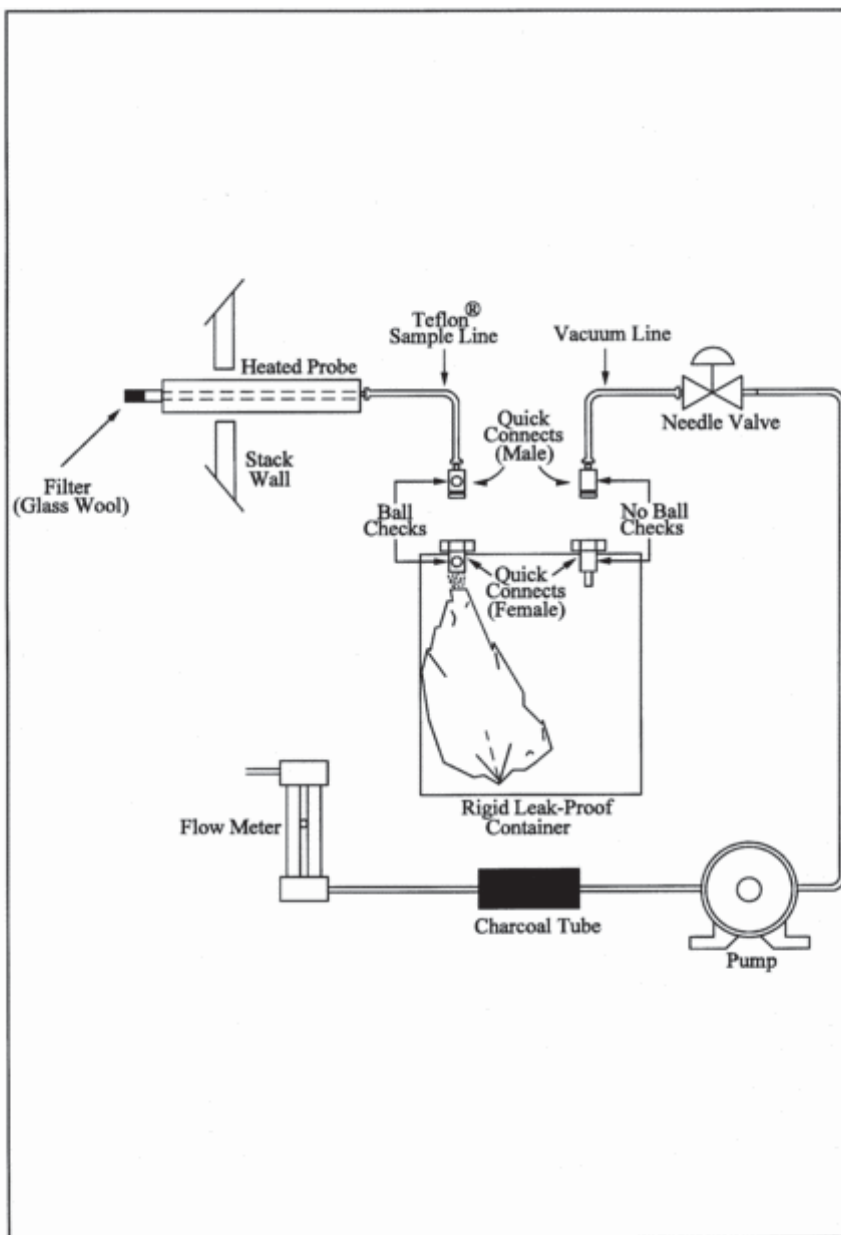 Teflon®
Sample Line
Vacuum Line
Heated Probe
Needle Valve
Quick
Connects
(Male)
Stack
Wall
Filter
(Glass Wool)
Ball
Checks
No Ball
Checks
Quick
Connects
(Female)
Rigid Leak-Proof
Container
Flow Meter
Charcoal Tube
Pump